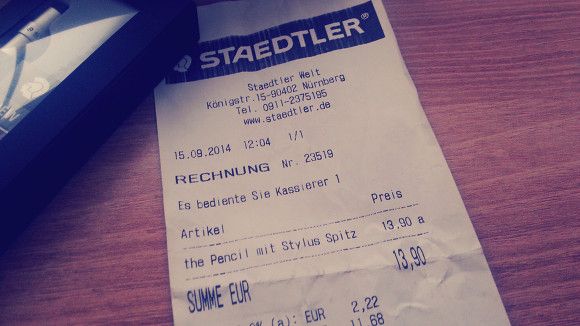 STAEDTLER®
Staedtler Welt
Königstr.15-90402 Nürnberg
Tel. 0911-2375195
www.staedtler.de
15.09.2014 12:04 1/1
RECHNUNG Nr. 23519
Es bediente Sie Kassierer 1
Artikel Preis
the Pencil mit Stylus Spitz 13,90 a
SUMME EUR 13,90
(a): EUR 2,22
11,68